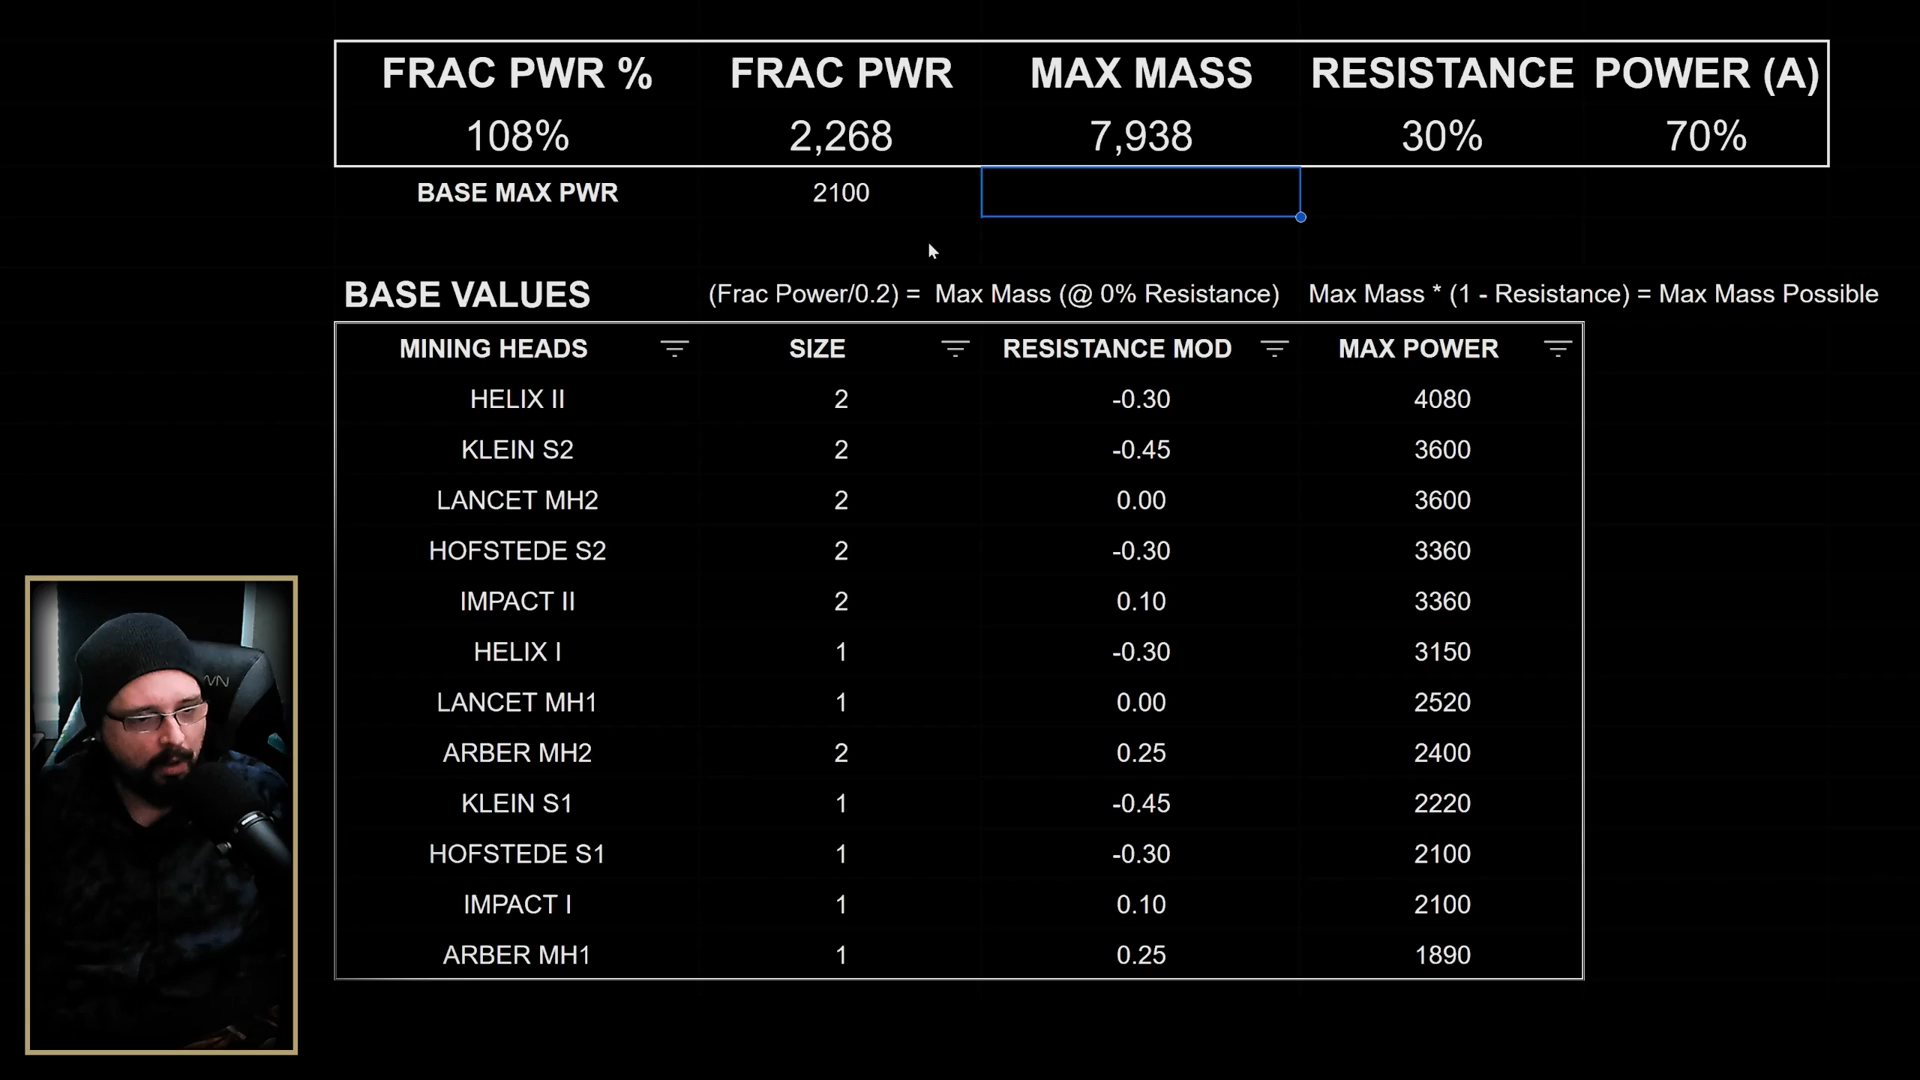 FRAC PWR % FRAC PWR MAX MASS RESISTANCE POWER (A)
108% 2,268 7,938 30% 70%
BASE MAX PWR 2100
BASE VALUES (Frac Power/0.2) = Max Mass (@ 0% Resistance) Max Mass * (1 - Resistance) = Max Mass Possible
MINING HEADS SIZE RESISTANCE MOD MAX POWER
HELIX II 2 -0.30 4080
KLEIN S2 2 -0.45 3600
LANCET MH2 2 0.00 3600
HOFSTEDE S2 2 -0.30 3360
IMPACT II 2 0.10 3360
HELIX I 1 -0.30 3150
LANCET MH1 1 0.00 2520
ARBER MH2 2 0.25 2400
KLEIN S1 1 -0.45 2220
HOFSTEDE S1 1 -0.30 2100
IMPACT I 1 0.10 2100
ARBER MH1 1 0.25 1890